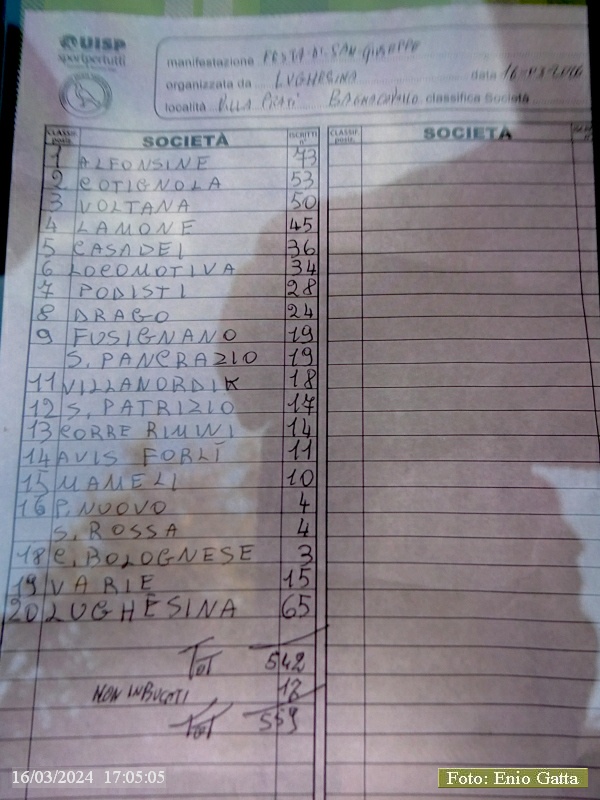 UISP
sportpertutti
manifestazione FESTA DI SAN GIUSEPPE
organizzata da LUGHESINA data 16-03-2024
località VILLA PRATI BAGNACAVALLO classifica Società
CLASSIF. postz. SOCIETÀ ISCRITTI n° CLASSIF. postz. SOCIETÀ
1 ALFONSINE 73
2 COTIGNOLA 53
3 VOLTANA 50
4 LAMONE 45
5 CASADEI 36
6 LOCOMOTIVA 34
7 PODISTI 28
8 DRAGO 24
9 FUSIGNANO 19
S. PANCRAZIO 19
11 VILLANORDIK 18
12 S. PATRIZIO 17
13 CORRE RIMINI 14
14 AVIS FORLÌ 11
15 MAMELI 10
16 P. NUOVO 4
S. ROSSA 4
18 C. BOLOGNESE 3
19 VARIE 15
20 LUGHESINA 65
TOT 542
NON IMBUCATI 17
TOT 559
16/03/2024 17:05:05
Foto: Enio Gatta